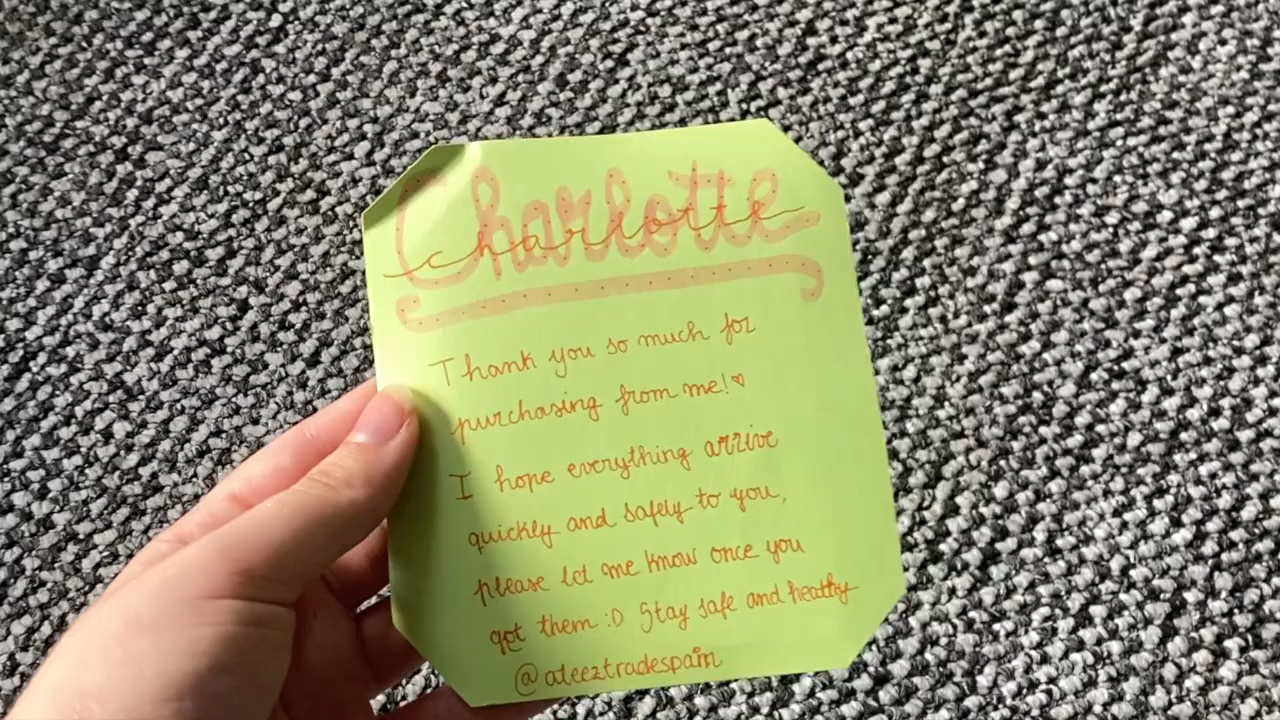 Charlotte
charlotte
Thank you so much for
purchasing from me!♡
I hope everything arrive
quickly and safely to you,
please let me know once you
got them :D Stay safe and healthy
@ateeztradespain